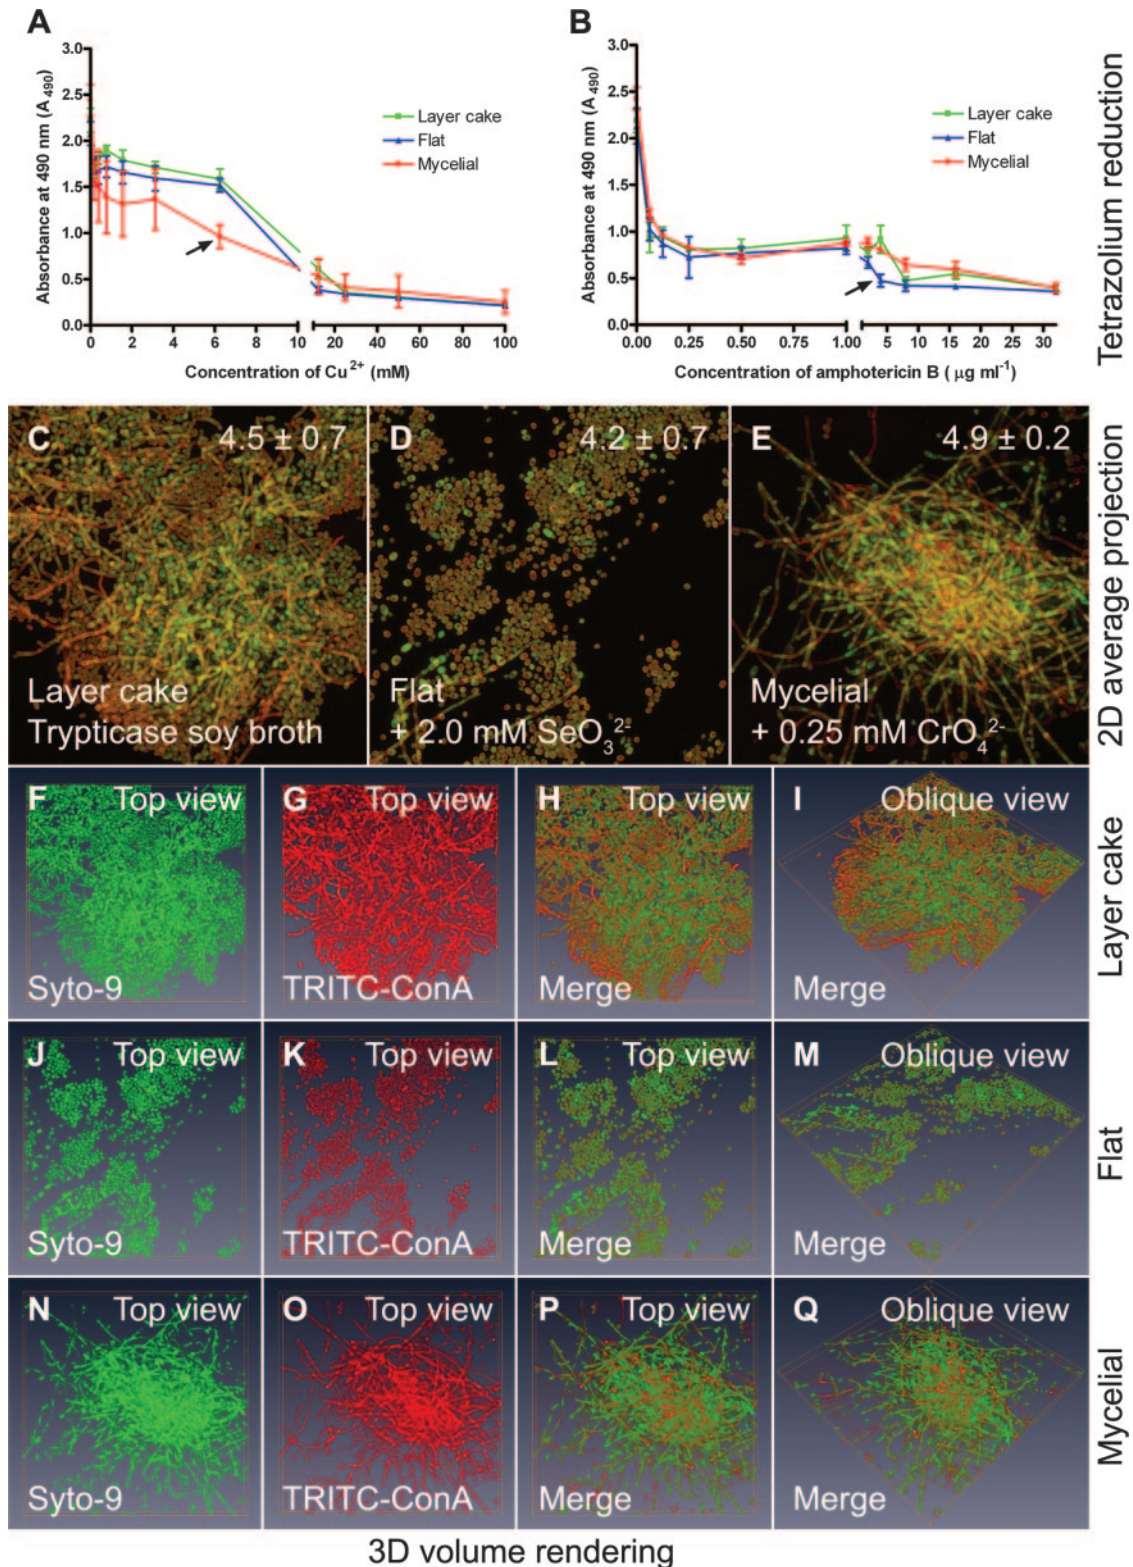 A
B
3.0
2.5
2.0
1.5
1.0
0.5
0.0
Absorbance at 490 nm (A₄₉₀)
Layer cake
Flat
Mycelial
0 2 4 6 8 10 20 40 60 80 100
Concentration of Cu²⁺ (mM)
3.0
2.5
2.0
1.5
1.0
0.5
0.0
Absorbance at 490 nm (A₄₉₀)
Layer cake
Flat
Mycelial
0.00 0.25 0.50 0.75 1.00 5 10 15 20 25 30
Concentration of amphotericin B ( μg ml⁻¹)
Tetrazolium reduction
C 4.5 ± 0.7
Layer cake
Trypticase soy broth
D 4.2 ± 0.7
Flat
+ 2.0 mM SeO₃²⁻
E 4.9 ± 0.2
Mycelial
+ 0.25 mM CrO₄²⁻
2D average projection
F Top view
Syto-9
G Top view
TRITC-ConA
H Top view
Merge
I Oblique view
Merge
Layer cake
J Top view
Syto-9
K Top view
TRITC-ConA
L Top view
Merge
M Oblique view
Merge
Flat
N Top view
Syto-9
O Top view
TRITC-ConA
P Top view
Merge
Q Oblique view
Merge
Mycelial
3D volume rendering